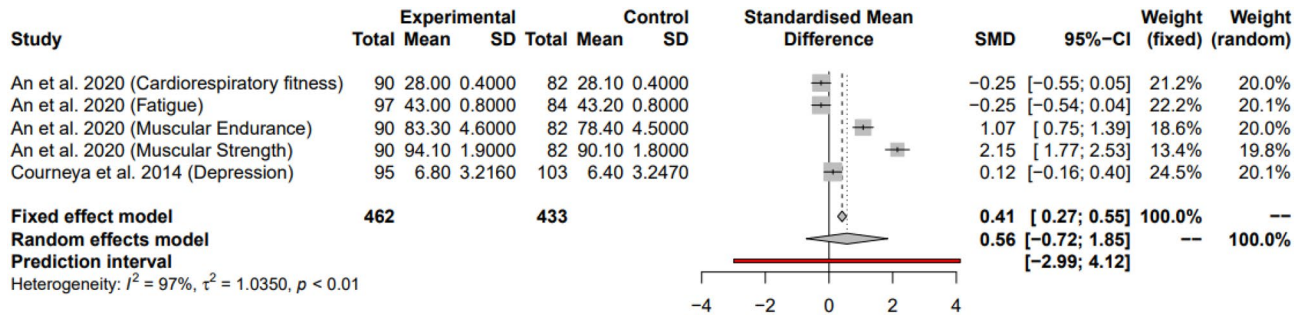 Experimental Control Standardised Mean Weight Weight
Study Total Mean SD Total Mean SD Difference SMD 95%−CI (fixed) (random)
An et al. 2020 (Cardiorespiratory fitness) 90 28.00 0.4000 82 28.10 0.4000 −0.25 [−0.55; 0.05] 21.2% 20.0%
An et al. 2020 (Fatigue) 97 43.00 0.8000 84 43.20 0.8000 −0.25 [−0.54; 0.04] 22.2% 20.1%
An et al. 2020 (Muscular Endurance) 90 83.30 4.6000 82 78.40 4.5000 1.07 [ 0.75; 1.39] 18.6% 20.0%
An et al. 2020 (Muscular Strength) 90 94.10 1.9000 82 90.10 1.8000 2.15 [ 1.77; 2.53] 13.4% 19.8%
Courneya et al. 2014 (Depression) 95 6.80 3.2160 103 6.40 3.2470 0.12 [−0.16; 0.40] 24.5% 20.1%
Fixed effect model 462 433 0.41 [ 0.27; 0.55] 100.0% −−
Random effects model 0.56 [−0.72; 1.85] −− 100.0%
Prediction interval [−2.99; 4.12]
Heterogeneity: I² = 97%, τ² = 1.0350, p < 0.01
−4 −2 0 2 4